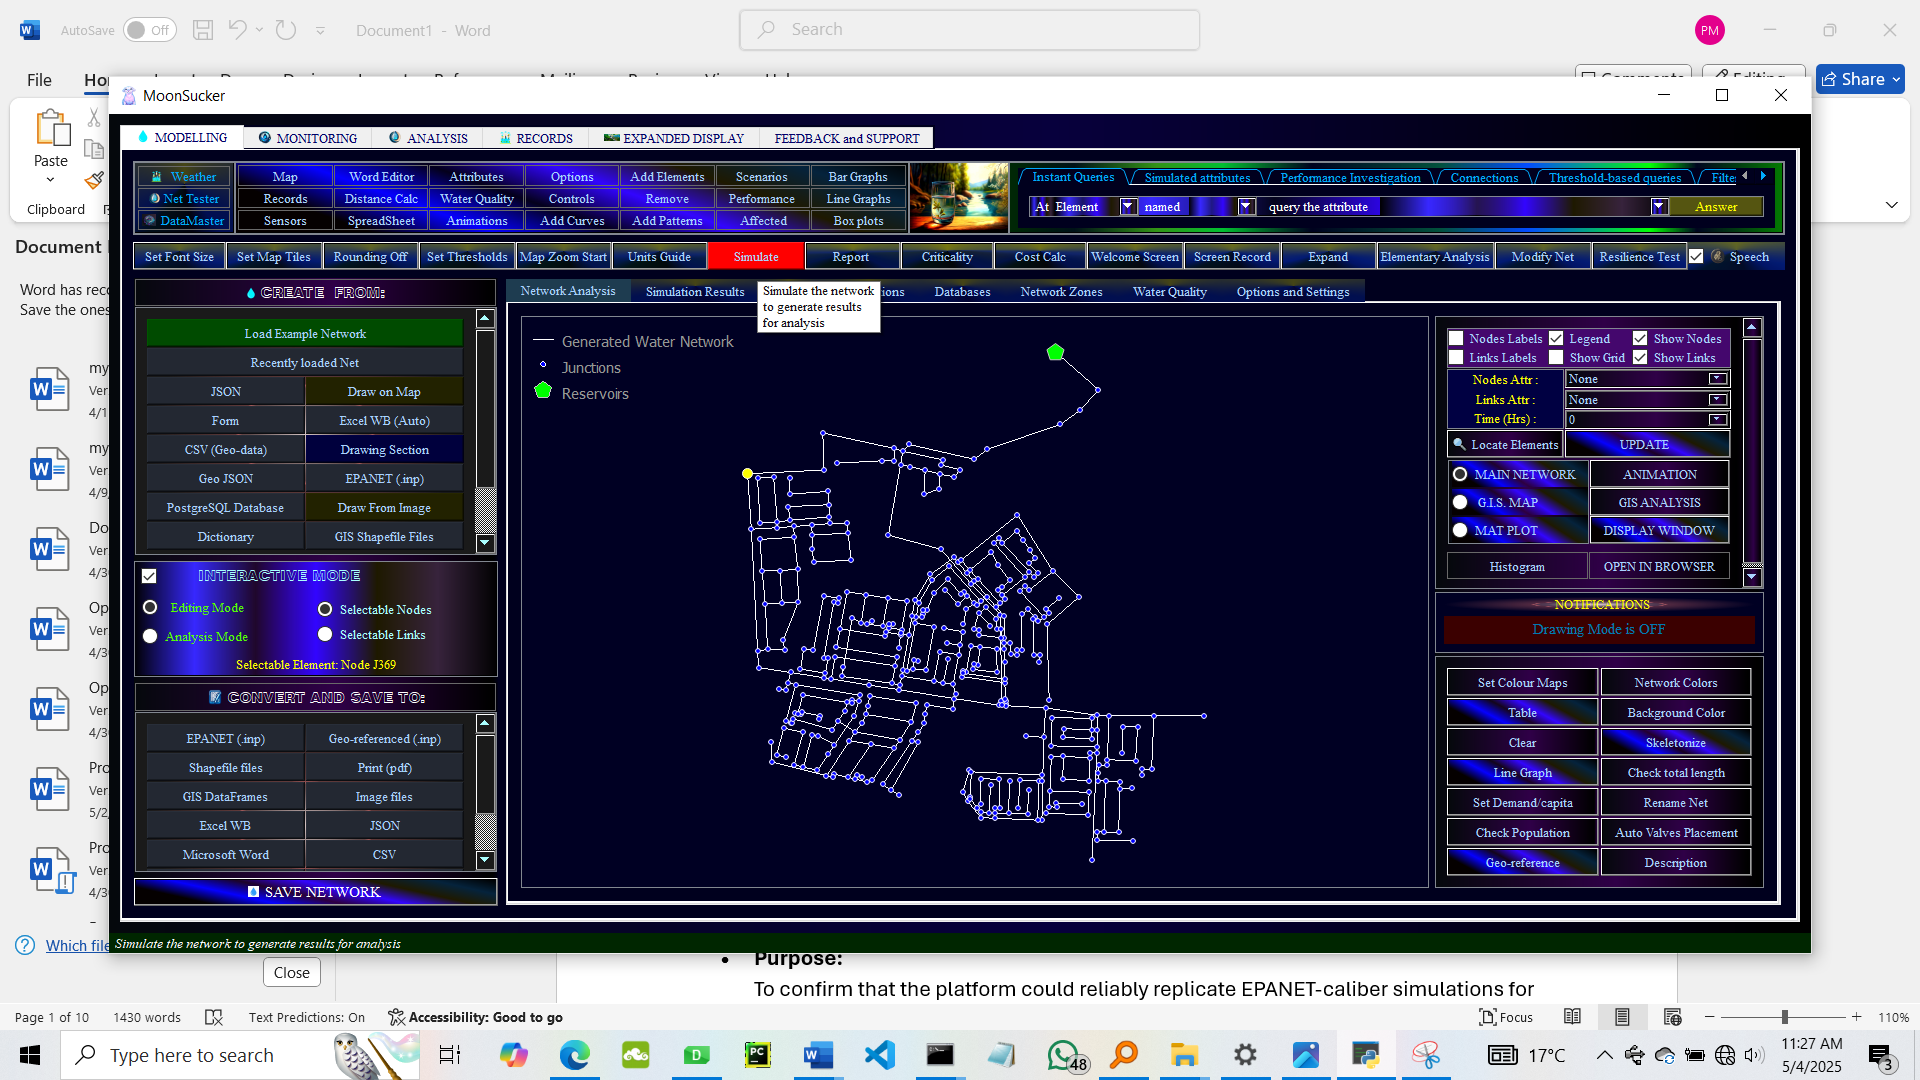 AutoSave Off Document1 - Word Search PM
File
Share
Paste
Clipboard
MoonSucker
MODELLING MONITORING ANALYSIS RECORDS EXPANDED DISPLAY FEEDBACK and SUPPORT
Weather Map Word Editor Attributes Options Add Elements Scenarios Bar Graphs
Net Tester Records Distance Calc Water Quality Controls Remove Performance Line Graphs
DataMaster Sensors SpreadSheet Animations Add Curves Add Patterns Affected Box plots
Instant Queries Simulated attributes Performance Investigation Connections Threshold-based queries
At Element named query the attribute Answer
Set Font Size Set Map Tiles Rounding Off Set Thresholds Map Zoom Start Units Guide Simulate Report Criticality Cost Calc Welcome Screen Screen Record Expand Elementary Analysis Modify Net Resilience Test Speech
Network Analysis Simulation Results Databases Network Zones Water Quality Options and Settings
Simulate the network
to generate results
for analysis
CREATE FROM:
Load Example Network
Recently loaded Net
JSON Draw on Map
Form Excel WB (Auto)
CSV (Geo-data) Drawing Section
Geo JSON EPANET (.inp)
PostgreSQL Database Draw From Image
Dictionary GIS Shapefile Files
INTERACTIVE MODE
Editing Mode Selectable Nodes
Analysis Mode Selectable Links
Selectable Element: Node J369
CONVERT AND SAVE TO:
EPANET (.inp) Geo-referenced (.inp)
Shapefile files Print (pdf)
GIS DataFrames Image files
Excel WB JSON
Microsoft Word CSV
SAVE NETWORK
Generated Water Network
Junctions
Reservoirs
Nodes Labels Legend Show Nodes
Links Labels Show Grid Show Links
Nodes Attr : None
Links Attr : None
Time (Hrs) : 0
Locate Elements UPDATE
MAIN NETWORK ANIMATION
G.I.S. MAP GIS ANALYSIS
MAT PLOT DISPLAY WINDOW
Histogram OPEN IN BROWSER
NOTIFICATIONS
Drawing Mode is OFF
Set Colour Maps Network Colors
Table Background Color
Clear Skeletonize
Line Graph Check total length
Set Demand/capita Rename Net
Check Population Auto Valves Placement
Geo-reference Description
Simulate the network to generate results for analysis
Document
Word has
Save the ones
my
4/1
my
4/9
Do
4/3
Op
4/3
Op
4/3
Pro
5/2
Pro
4/3
Which file
Close
• Purpose:
To confirm that the platform could reliably replicate EPANET-caliber simulations for
Page 1 of 10 1430 words Text Predictions: On Accessibility: Good to go Focus 110%
Type here to search 48 17°C 11:27 AM
5/4/2025 3